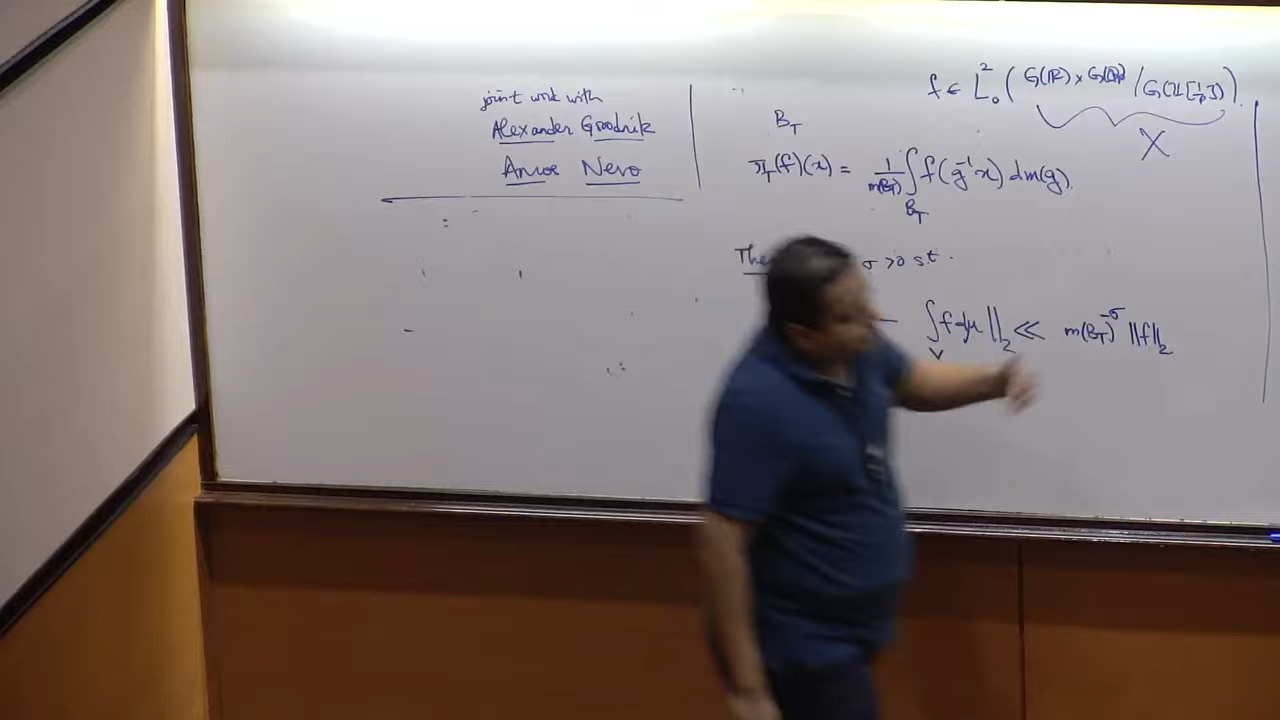 joint work with
Alexander Gorodnik
Amos Nevo
f ∈ L²₀ ( G(ℝ) × G(ℚp) / G(ℤ[1/p]) )
X
B_T
π_T(f)(x) = 1/m(B_T) ∫_{B_T} f(g⁻¹x) dm(g).
σ > 0 s.t.
− ∫ f dμ ||₂ ≪ m(B_T)^{-σ} ||f||₂